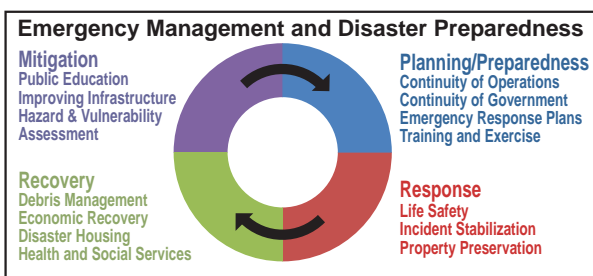 Emergency Management and Disaster Preparedness
Mitigation
Public Education
Improving Infrastructure
Hazard & Vulnerability
Assessment
Planning/Preparedness
Continuity of Operations
Continuity of Government
Emergency Response Plans
Training and Exercise
Recovery
Debris Management
Economic Recovery
Disaster Housing
Health and Social Services
Response
Life Safety
Incident Stabilization
Property Preservation